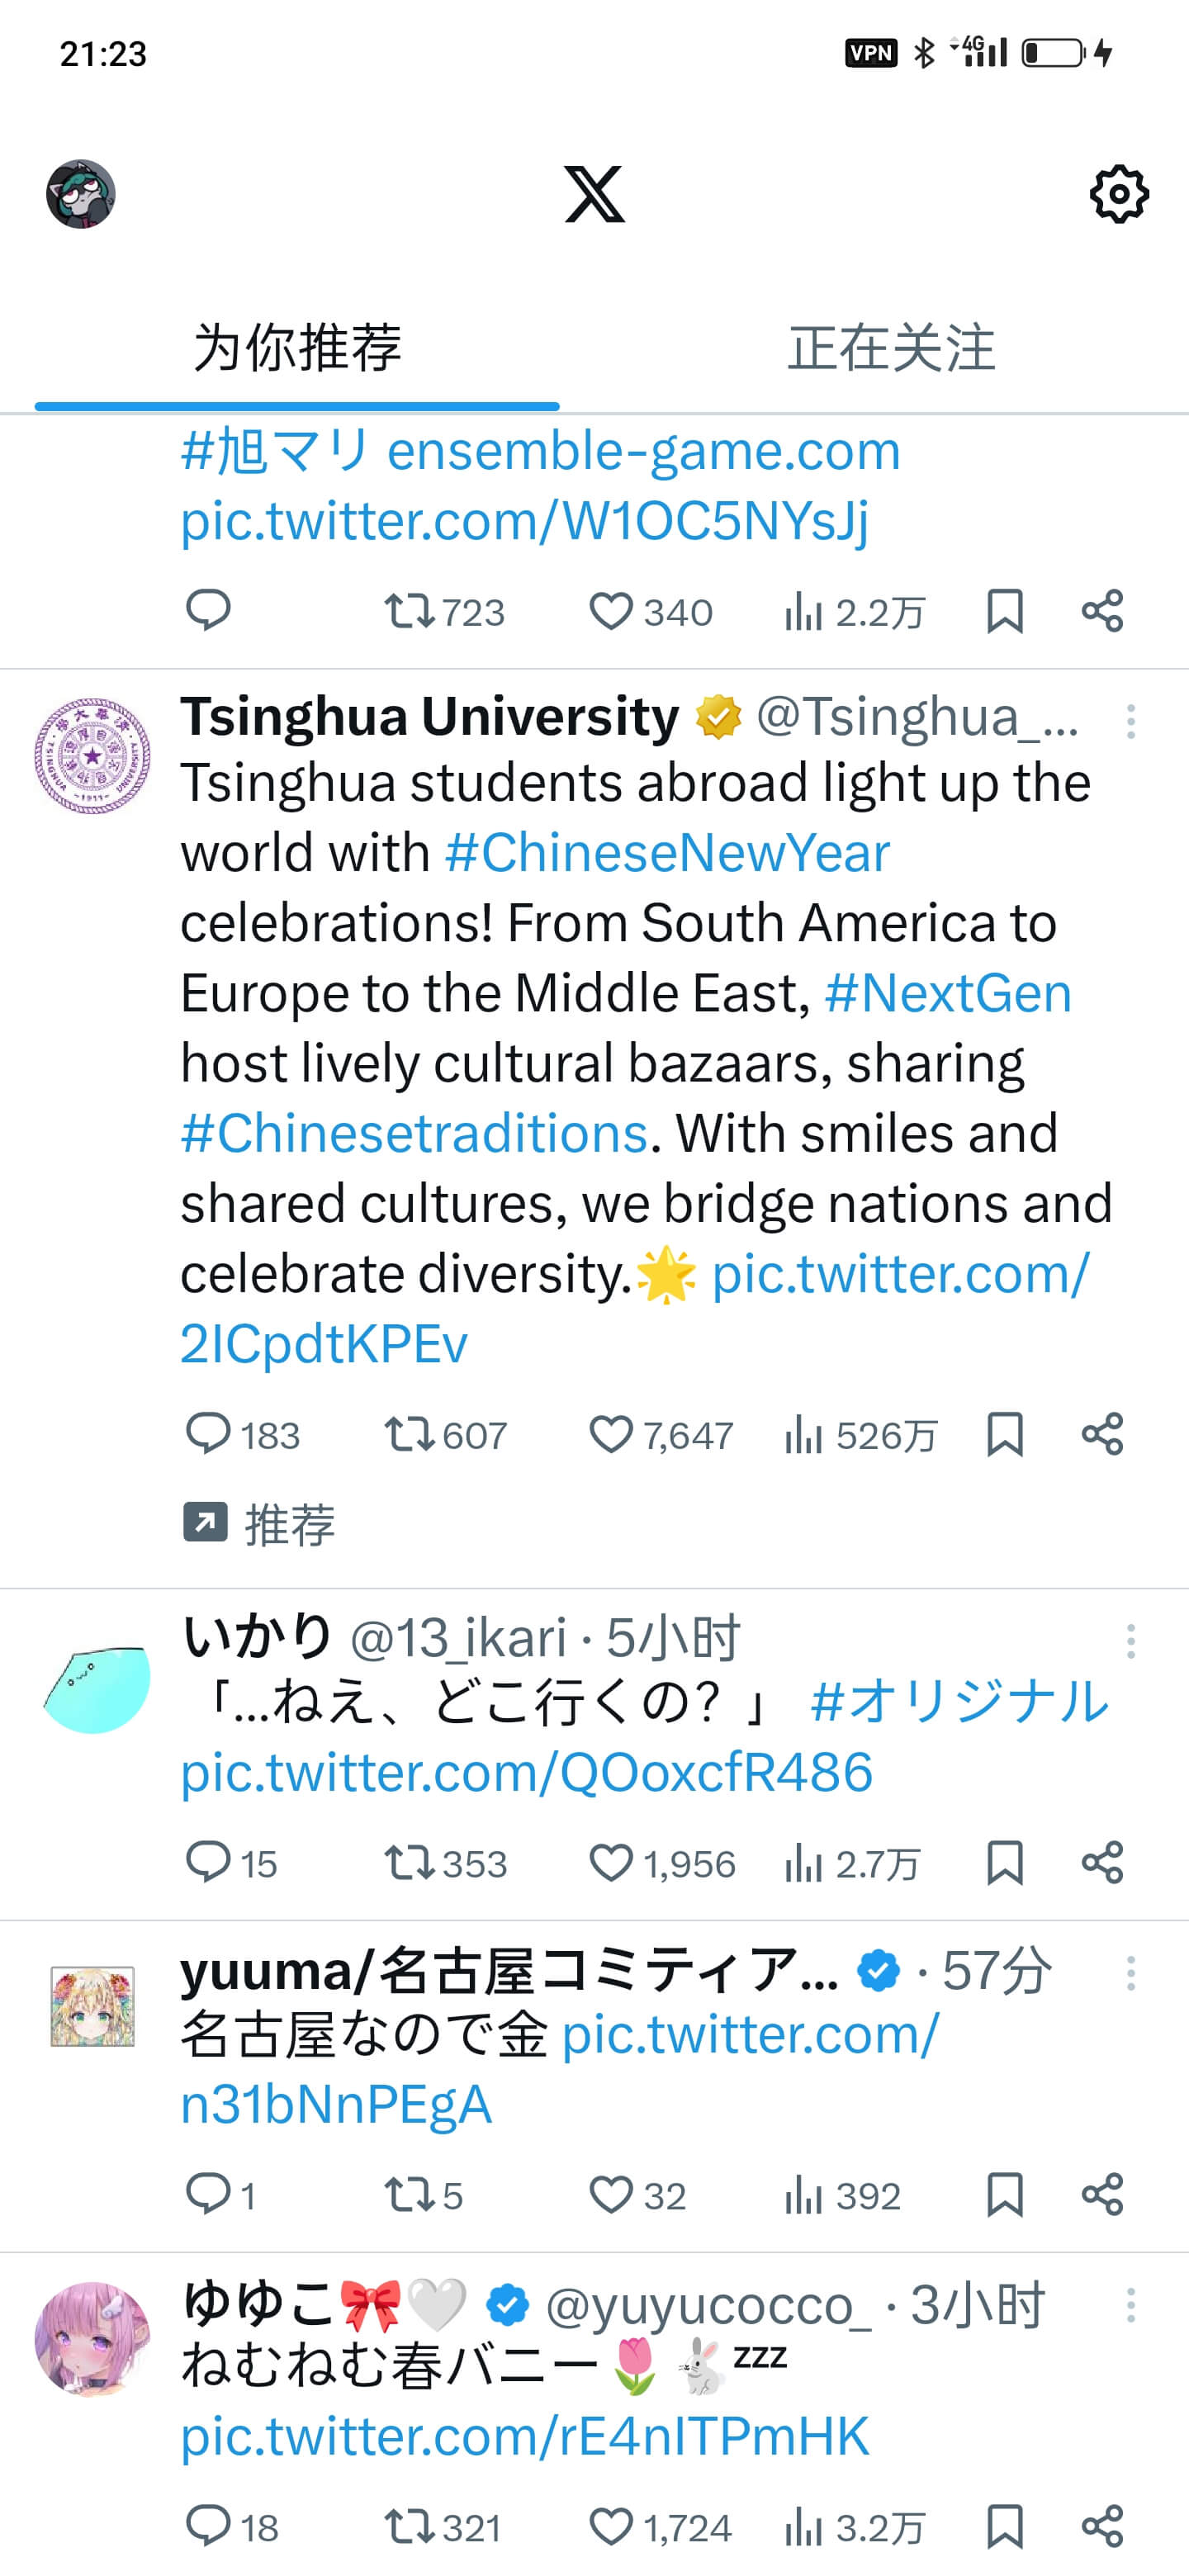 21:23 VPN 4G
为你推荐 正在关注
#旭マリ ensemble-game.com
pic.twitter.com/W1OC5NYsJj
723 340 2.2万
Tsinghua University @Tsinghua_...
Tsinghua students abroad light up the
world with #ChineseNewYear
celebrations! From South America to
Europe to the Middle East, #NextGen
host lively cultural bazaars, sharing
#Chinesetraditions. With smiles and
shared cultures, we bridge nations and
celebrate diversity.🌟 pic.twitter.com/
2ICpdtKPEv
183 607 7,647 526万
推荐
いかり @13_ikari · 5小时
「...ねえ、どこ行くの？」 #オリジナル
pic.twitter.com/QOoxcfR486
15 353 1,956 2.7万
yuuma/名古屋コミティア... · 57分
名古屋なので金 pic.twitter.com/
n31bNnPEgA
1 5 32 392
ゆゆこ🎀🤍 @yuyucocco_ · 3小时
ねむねむ春バニー🌷🐇ᶻᶻᶻ
pic.twitter.com/rE4nITPmHK
18 321 1,724 3.2万